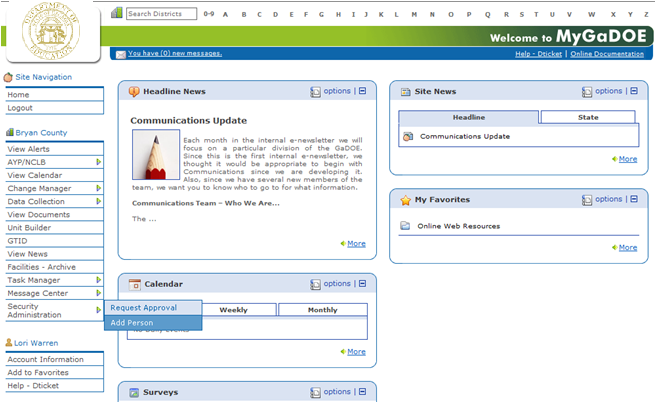 DEPARTMENT OF EDUCATION
Search Districts
0-9 A B C D E F G H I J K L M N O P Q R S T U V W X Y Z
Welcome to MyGaDOE
You have (0) new messages.
Help - Dticket | Online Documentation
Site Navigation
Home
Logout
Bryan County
View Alerts
AYP/NCLB
View Calendar
Change Manager
Data Collection
View Documents
Unit Builder
GTID
View News
Facilities - Archive
Task Manager
Message Center
Security
Administration
Request Approval
Add Person
Lori Warren
Account Information
Add to Favorites
Help - Dticket
Headline News
options |
Communications Update
Each month in the internal e-newsletter we will
focus on a particular division of the GaDOE.
Since this is the first internal e-newsletter, we
thought it would be appropriate to begin with
Communications since we are developing it.
Also, since we have several new members of the
team, we want you to know who to go to for what information.
Communications Team – Who We Are...
The ...
More
Calendar
options |
Weekly
Monthly
No Daily Events
More
Surveys
options |
Site News
options |
Headline
State
Communications Update
More
My Favorites
options |
Online Web Resources
More